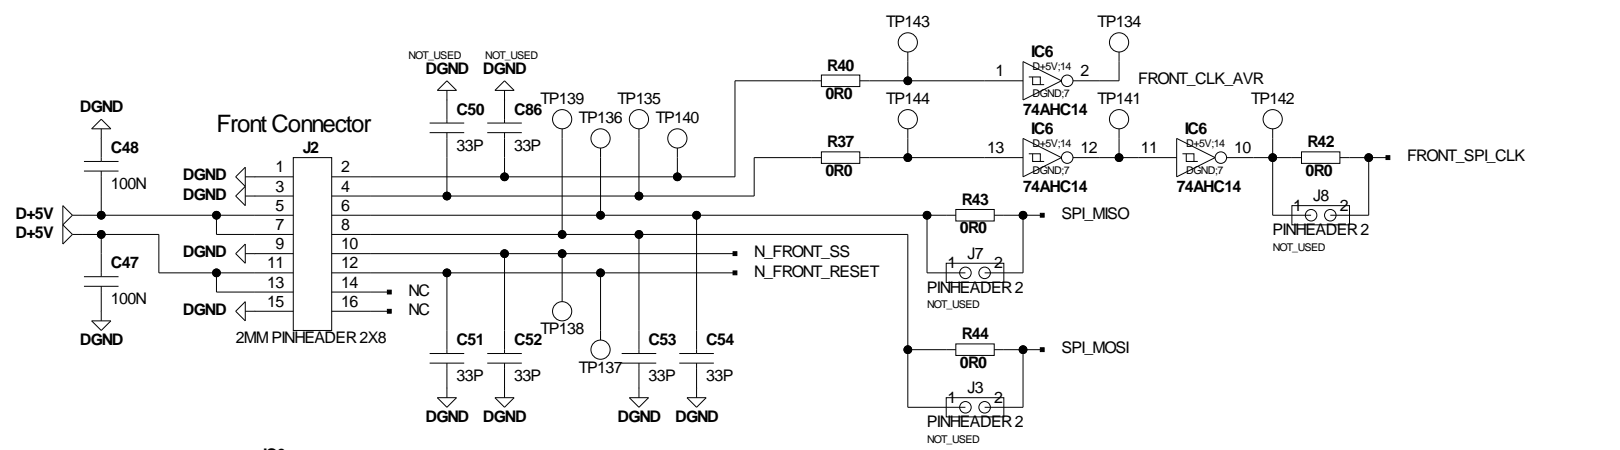 TP143
TP134
IC6
D+5V;14
R40
1
2
FRONT_CLK_AVR
0R0
DGND;7
74AHC14
NOT_USED
NOT_USED
DGND
DGND
C50
C86
33P
33P
TP139
TP136
TP135
TP140
TP144
TP141
TP142
IC6
IC6
D+5V;14
D+5V;14
R37
13
12
11
10
R42
FRONT_SPI_CLK
0R0
DGND;7
DGND;7
0R0
74AHC14
74AHC14
J8
1
2
PINHEADER 2
NOT_USED
DGND
C48
100N
Front Connector
J2
DGND
1
2
DGND
3
4
D+5V
5
6
R43
SPI_MISO
0R0
D+5V
7
8
DGND
9
10
N_FRONT_SS
J7
1
2
C47
11
12
N_FRONT_RESET
PINHEADER 2
NOT_USED
100N
13
14
NC
DGND
15
16
NC
2MM PINHEADER 2X8
DGND
TP138
TP137
C51
C52
C53
C54
33P
33P
33P
33P
DGND
DGND
DGND
DGND
R44
SPI_MOSI
0R0
J3
1
2
PINHEADER 2
NOT_USED